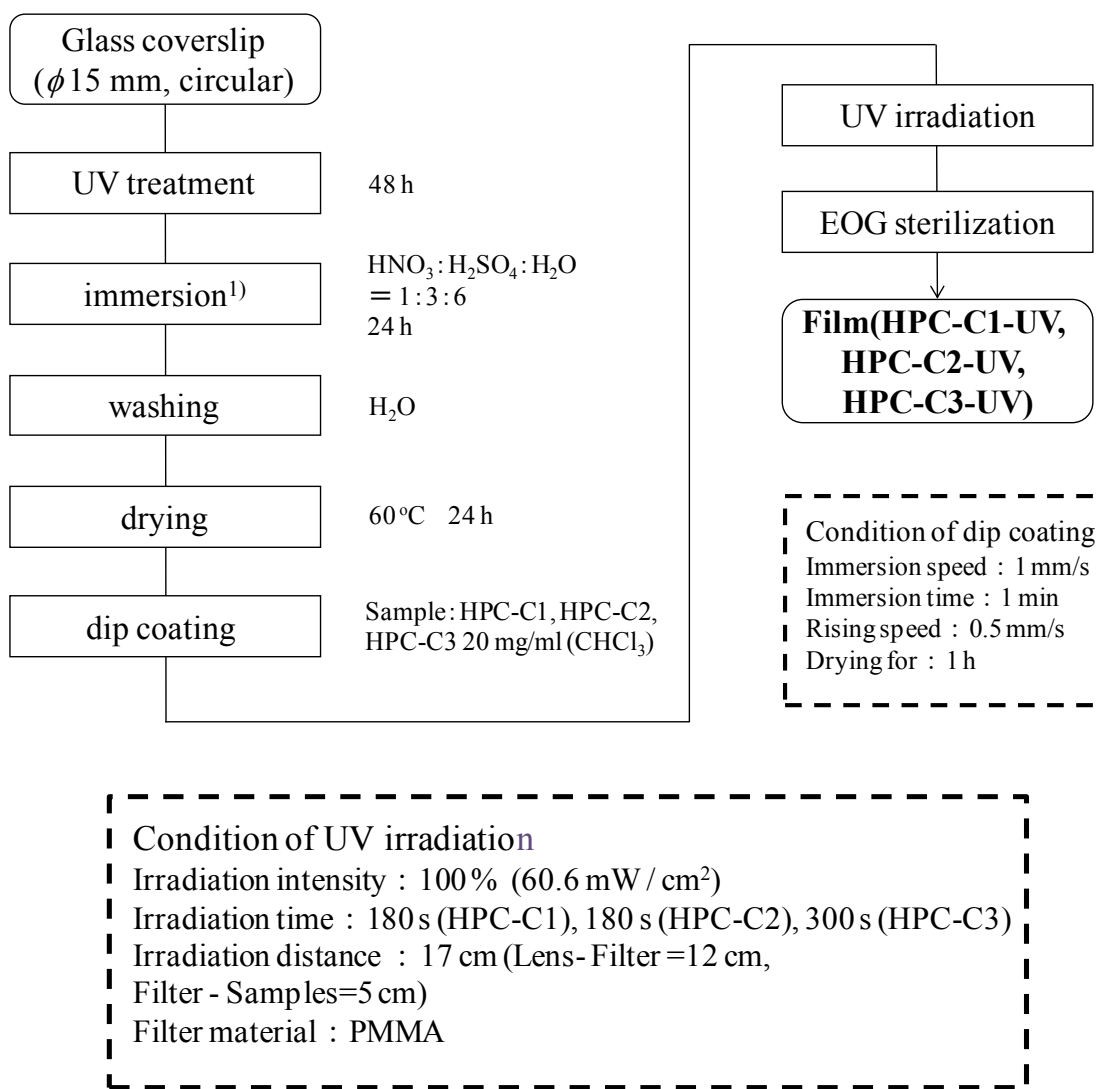 Glass coverslip
(ϕ15 mm, circular)
UV treatment
48 h
immersion¹⁾
HNO₃:H₂SO₄:H₂O
= 1:3:6
24 h
washing
H₂O
drying
60°C 24 h
dip coating
Sample:HPC-C1, HPC-C2,
HPC-C3 20 mg/ml (CHCl₃)
UV irradiation
EOG sterilization
Film(HPC-C1-UV,
HPC-C2-UV,
HPC-C3-UV)
Condition of dip coating
Immersion speed : 1 mm/s
Immersion time : 1 min
Rising speed : 0.5 mm/s
Drying for : 1 h
Condition of UV irradiation
Irradiation intensity : 100% (60.6 mW / cm²)
Irradiation time : 180 s (HPC-C1), 180 s (HPC-C2), 300 s (HPC-C3)
Irradiation distance : 17 cm (Lens- Filter =12 cm,
Filter - Samples=5 cm)
Filter material : PMMA